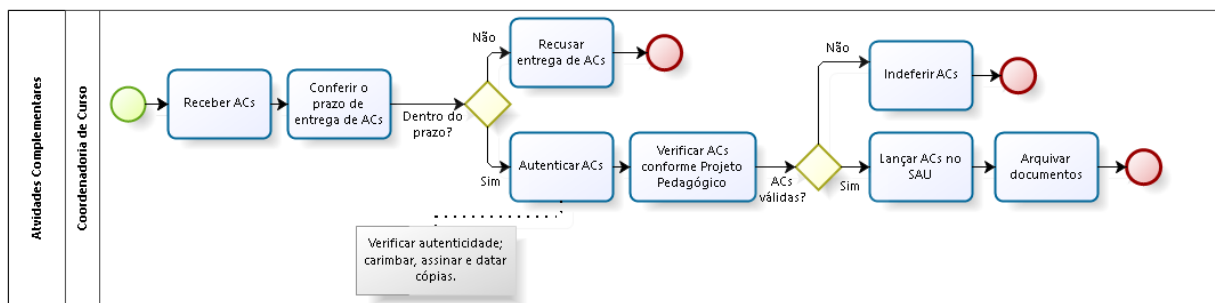 Atvidades Complementares
Coordenadoria de Curso
Receber ACs
Conferir o
prazo de
entrega de ACs
Dentro do
prazo?
Não
Recusar
entrega de ACs
Sim
Autenticar ACs
Verificar autenticidade;
carimbar, assinar e datar
cópias.
Verificar ACs
conforme Projeto
Pedagógico
ACs
válidas?
Não
Indeferir ACs
Sim
Lançar ACs no
SAU
Arquivar
documentos